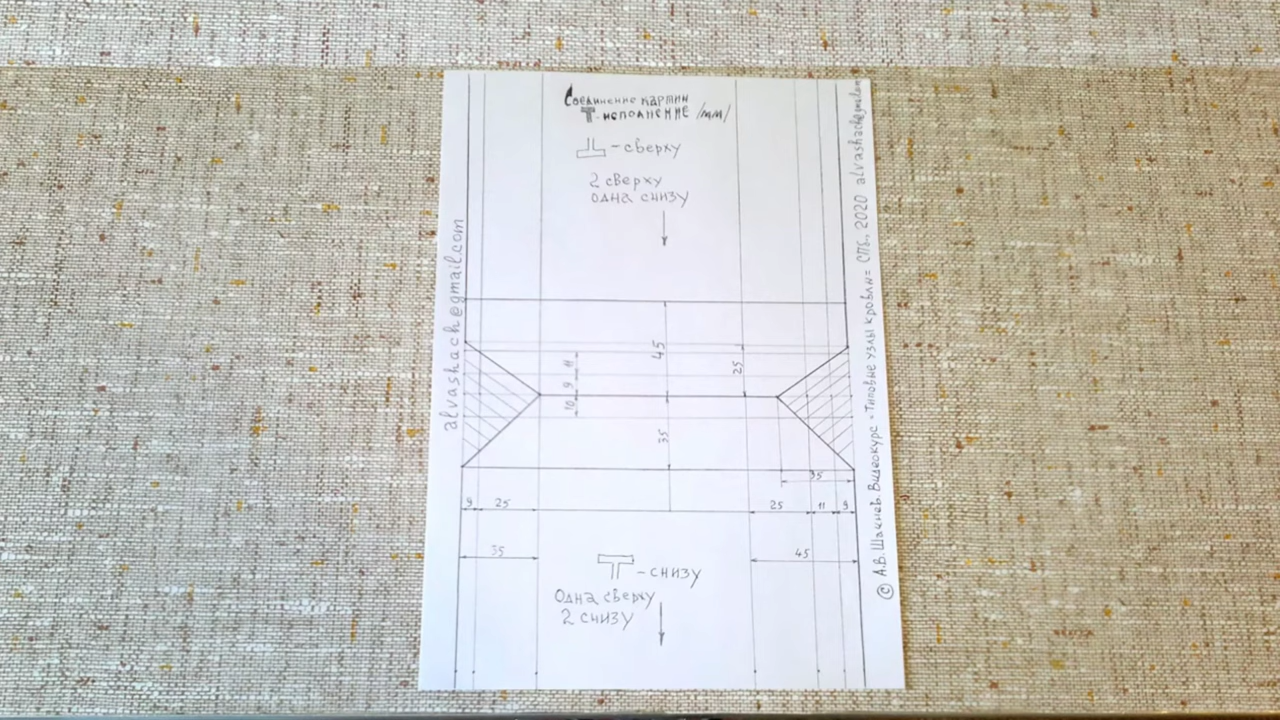 Соединение картин
Т-исполнение /мм/
-сверху
2 сверху
одна снизу
alvashach@gmail.com
© А.В. Шачнев. Видеокурс =Типовые узлы кровли= СПб., 2020 alvashach@gmail.com
45
25
11
9
10
35
35
9
25
25
11
9
35
45
-снизу
Одна сверху
2 снизу